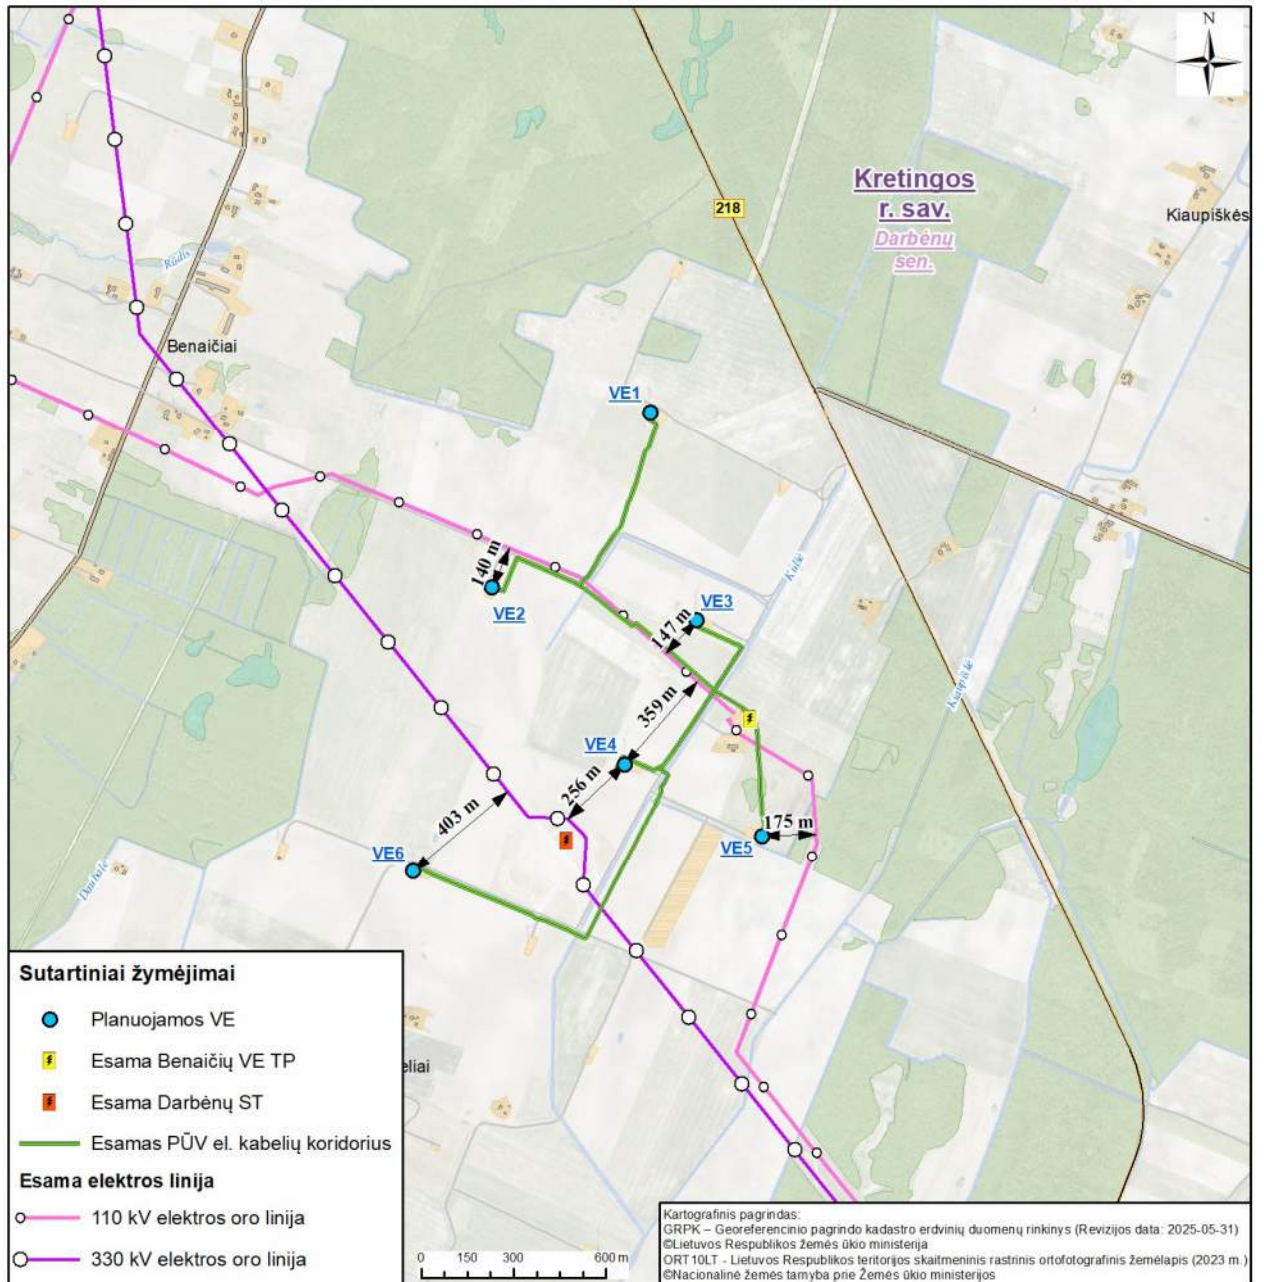 N
Kretingos
r. sav.
Darbėnų
sen.
218
Kiaupiškės
Rūdis
Benaičiai
VE1
Kulšė
140 m
VE2
VE3
147 m
359 m
Kiaupiškė
VE4
256 m
403 m
175 m
VE5
VE6
eliai
Sutartiniai žymėjimai
Planuojamos VE
Esama Benaičių VE TP
Esama Darbėnų ST
Esamas PŪV el. kabelių koridorius
Esama elektros linija
110 kV elektros oro linija
330 kV elektros oro linija
0 150 300 600 m
Kartografinis pagrindas:
GRPK – Georeferencinio pagrindo kadastro erdvinių duomenų rinkinys (Revizijos data: 2025-05-31)
©Lietuvos Respublikos žemės ūkio ministerija
ORT10LT - Lietuvos Respublikos teritorijos skaitmeninis rastrinis ortofotografinis žemėlapis (2023 m.)
©Nacionalinė žemės tarnyba prie Žemės ūkio ministerijos